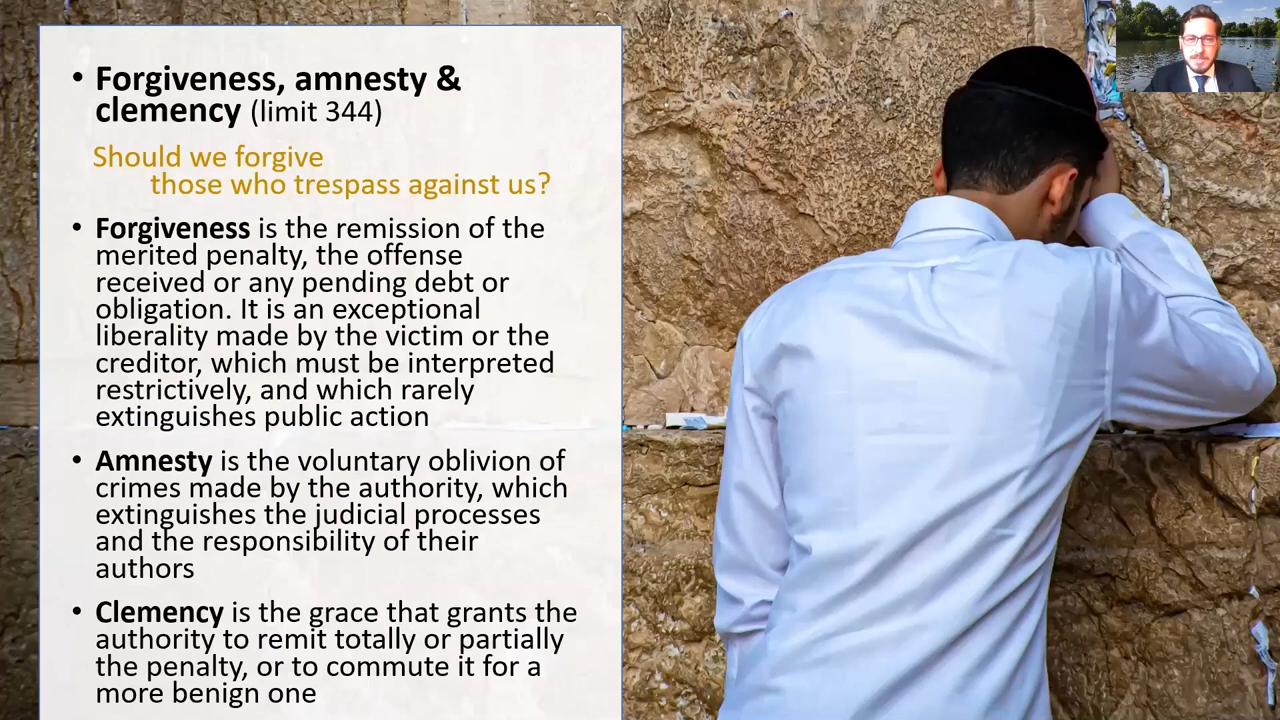 • Forgiveness, amnesty &
clemency (limit 344)
Should we forgive
those who trespass against us?
• Forgiveness is the remission of the
merited penalty, the offense
received or any pending debt or
obligation. It is an exceptional
liberality made by the victim or the
creditor, which must be interpreted
restrictively, and which rarely
extinguishes public action
• Amnesty is the voluntary oblivion of
crimes made by the authority, which
extinguishes the judicial processes
and the responsibility of their
authors
• Clemency is the grace that grants the
authority to remit totally or partially
the penalty, or to commute it for a
more benign one